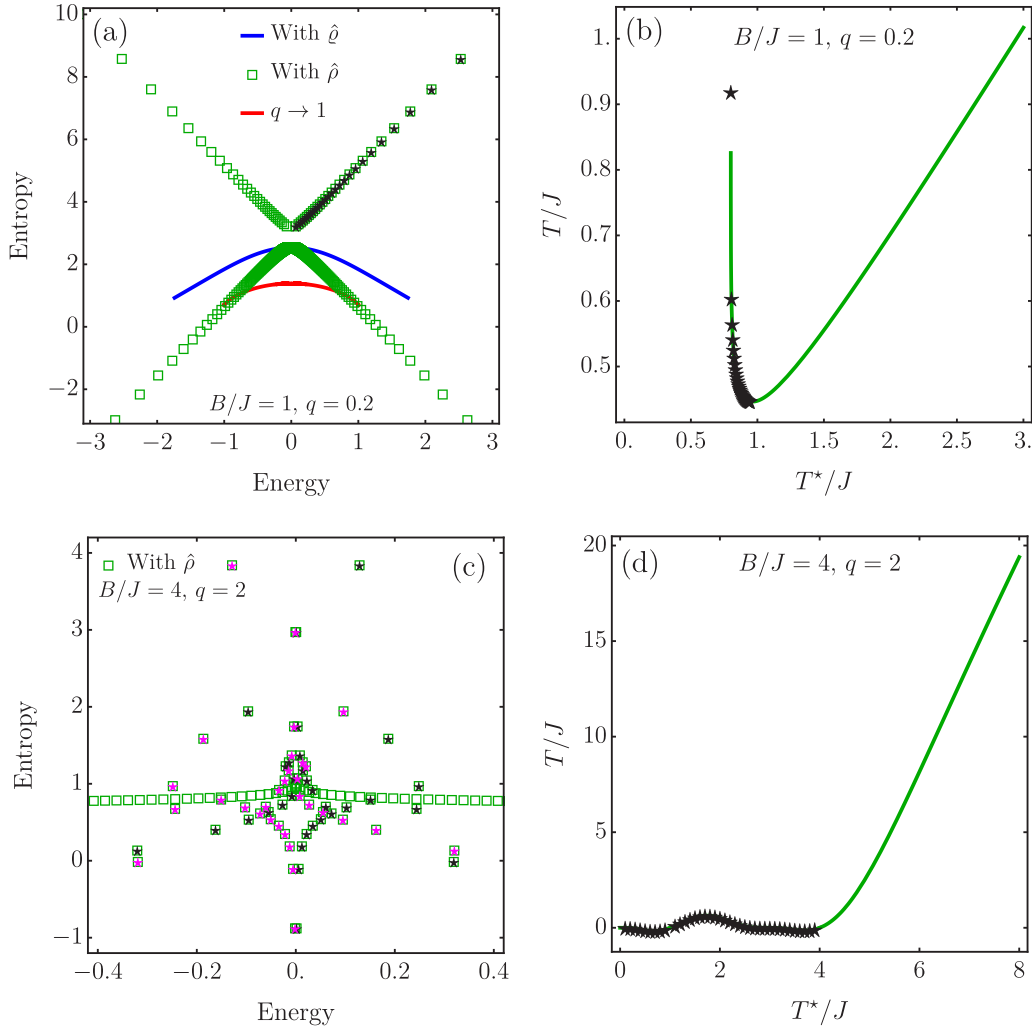 (a)
With ϱ̂
With ρ̂
q → 1
B/J = 1, q = 0.2
Entropy
10
8
6
4
2
0
−2
−3
−2
−1
0
1
2
3
Energy
(b)
B/J = 1, q = 0.2
T/J
1.
0.9
0.8
0.7
0.6
0.5
0.
0.5
1.
1.5
2.
2.5
3.
T⋆/J
(c)
With ρ̂
B/J = 4, q = 2
Entropy
4
3
2
1
0
−1
−0.4
−0.2
0.
0.2
0.4
Energy
(d)
B/J = 4, q = 2
T/J
20
15
10
5
0
0
2
4
6
8
T⋆/J